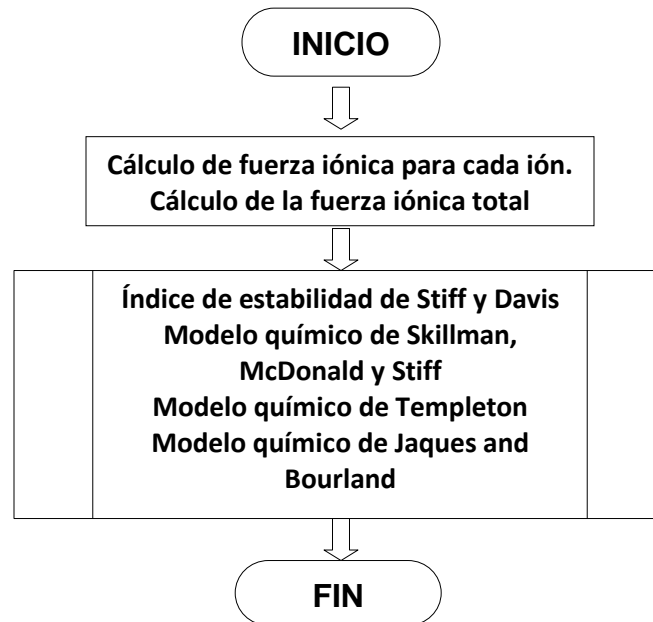 INICIO
Cálculo de fuerza iónica para cada ión.
Cálculo de la fuerza iónica total
Índice de estabilidad de Stiff y Davis
Modelo químico de Skillman,
McDonald y Stiff
Modelo químico de Templeton
Modelo químico de Jaques and
Bourland
FIN